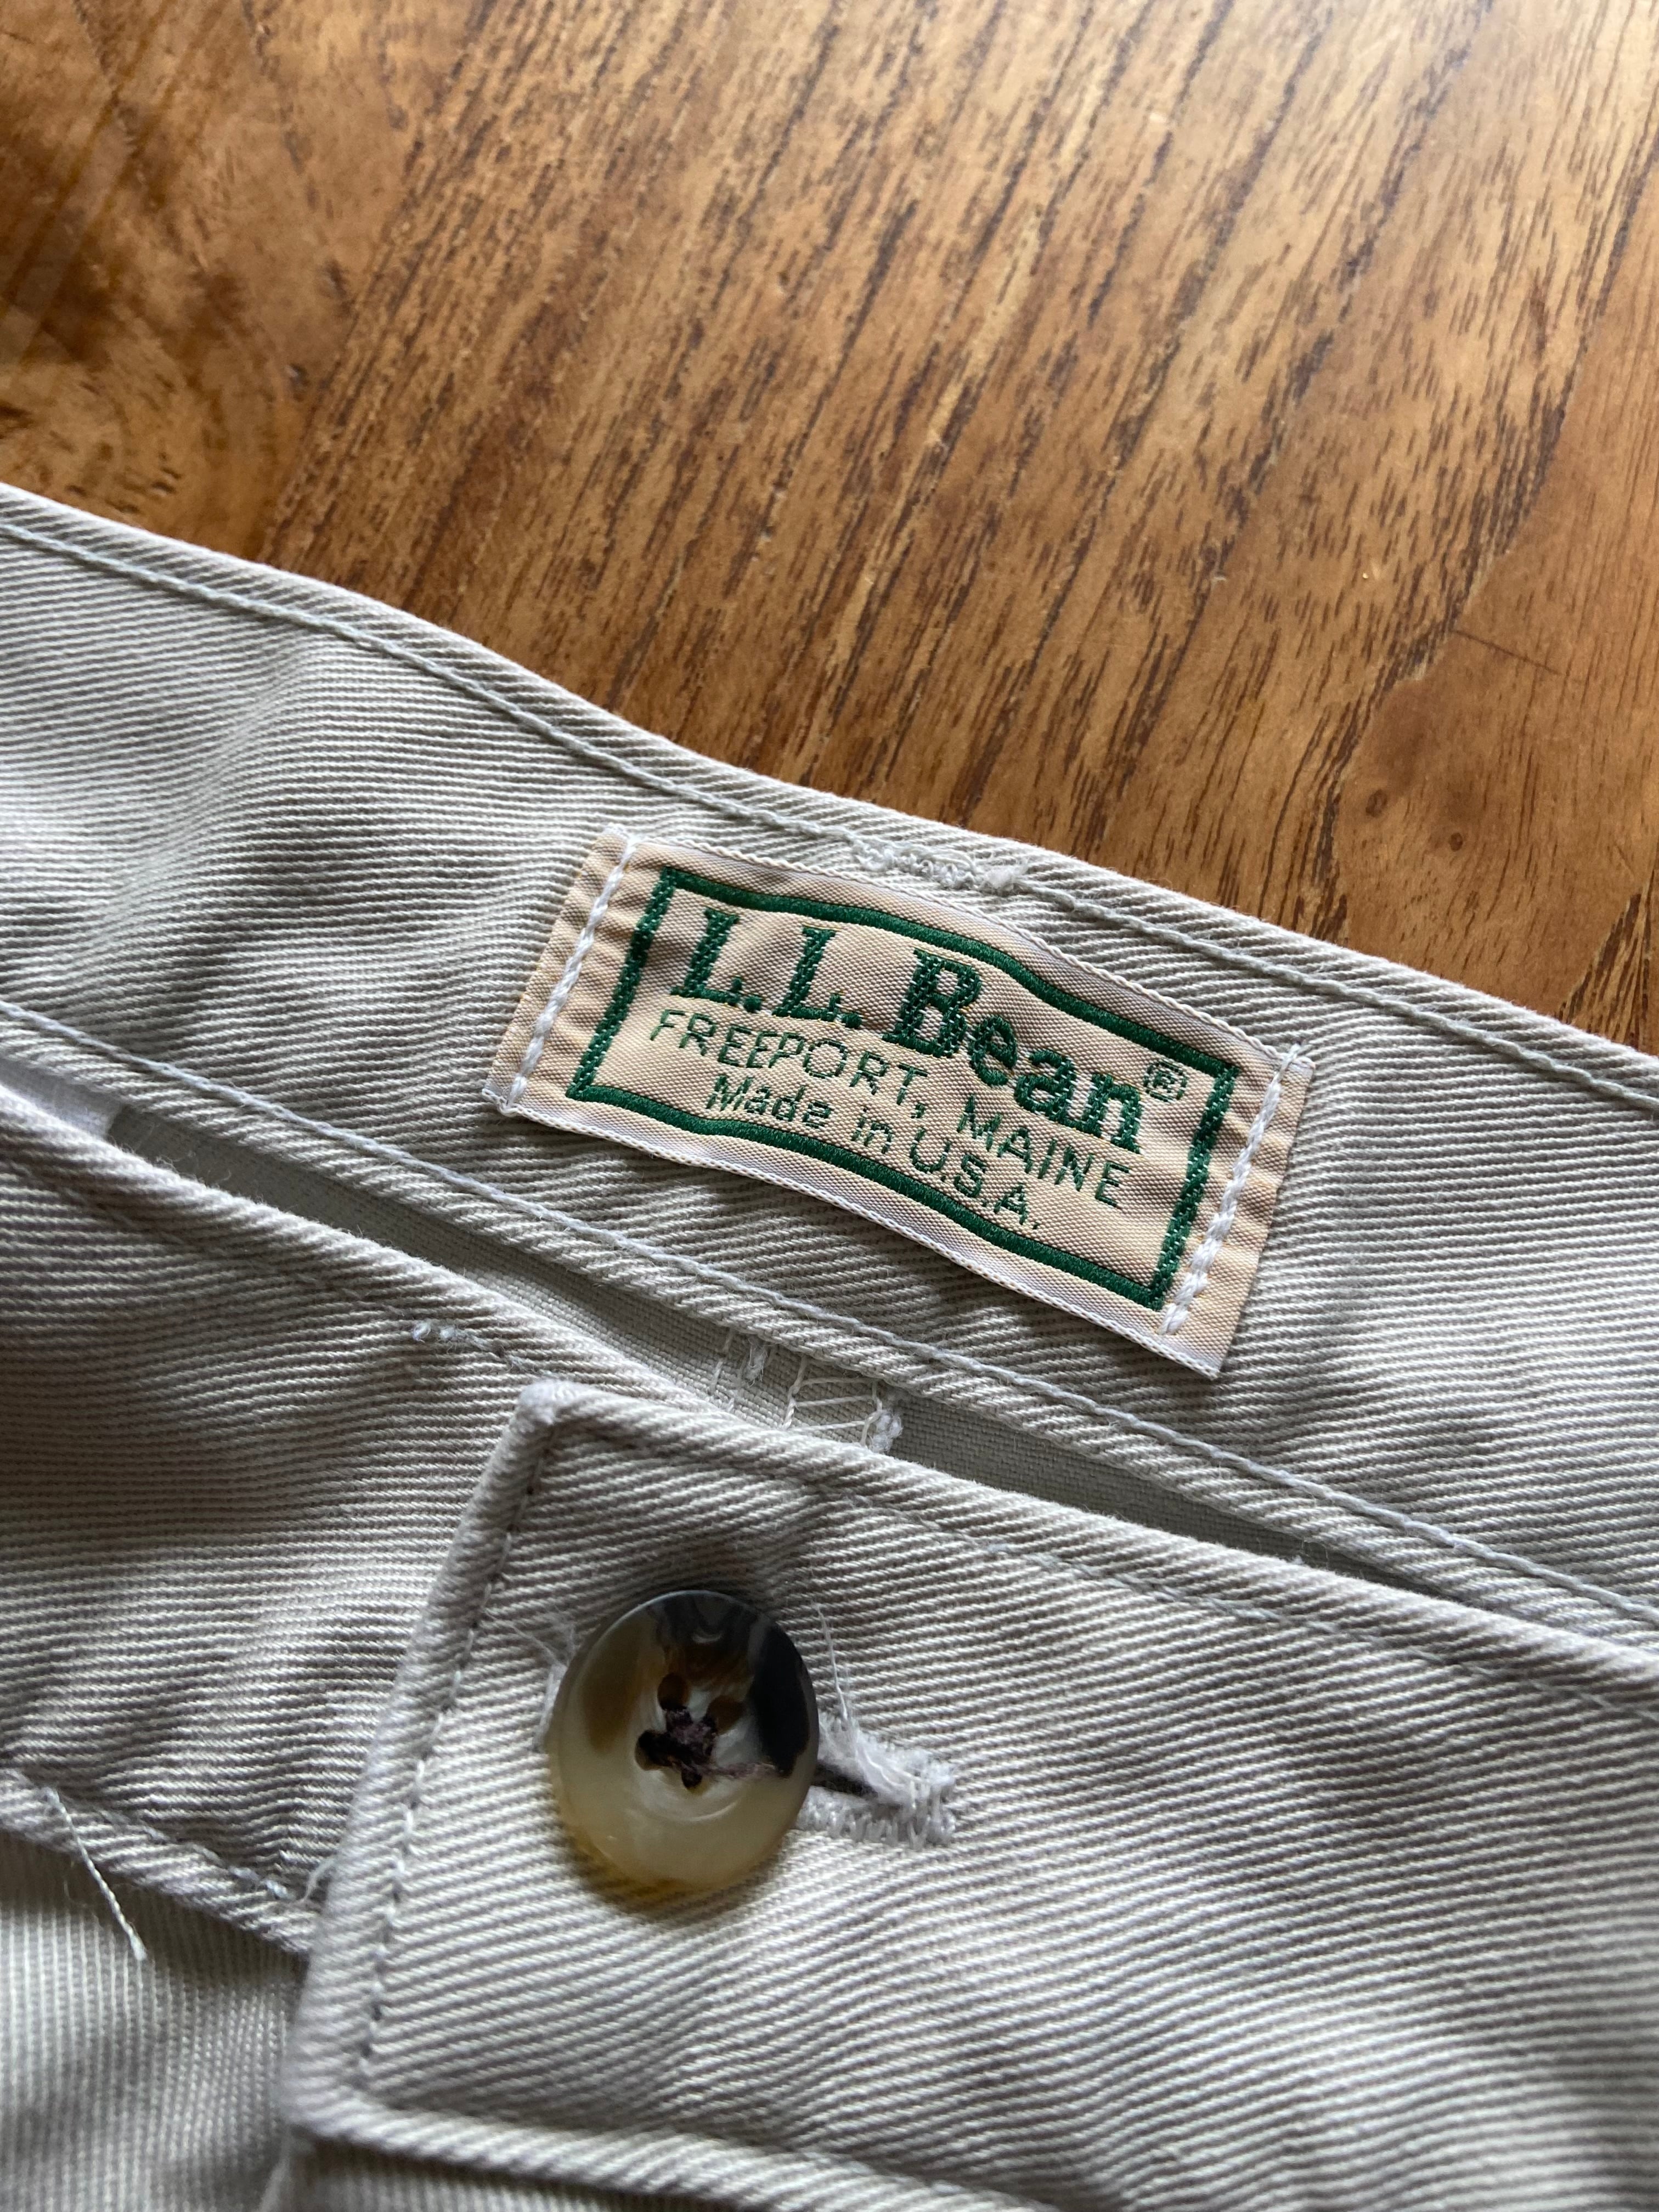 L.L.Bean®
FREEPORT, MAINE
Made in U.S.A.